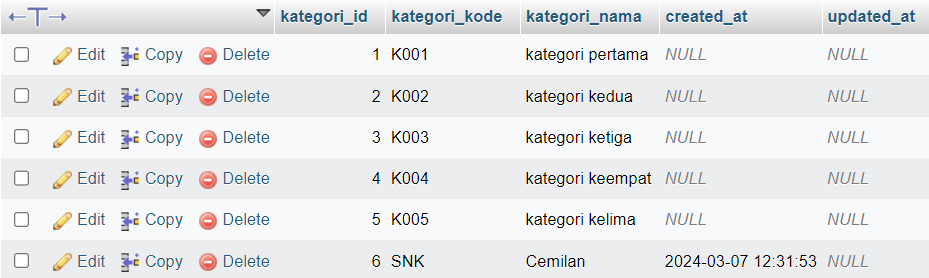 ←T→ kategori_id kategori_kode kategori_nama created_at updated_at
Edit Copy Delete 1 K001 kategori pertama NULL NULL
Edit Copy Delete 2 K002 kategori kedua NULL NULL
Edit Copy Delete 3 K003 kategori ketiga NULL NULL
Edit Copy Delete 4 K004 kategori keempat NULL NULL
Edit Copy Delete 5 K005 kategori kelima NULL NULL
Edit Copy Delete 6 SNK Cemilan 2024-03-07 12:31:53 NULL